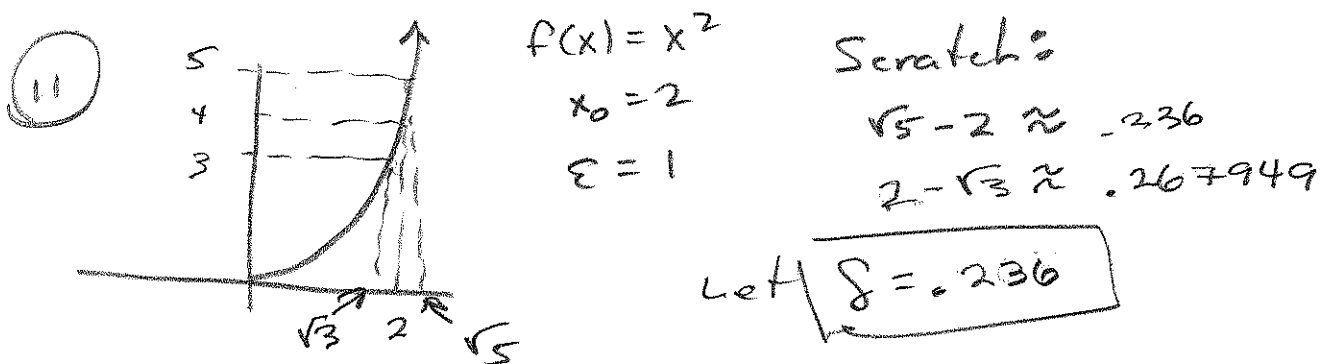 11
5
4
3
√3 2 √5
f(x) = x²
x₀ = 2
ε = 1
Scratch:
√5 - 2 ≈ .236
2 - √3 ≈ .267949
Let δ = .236